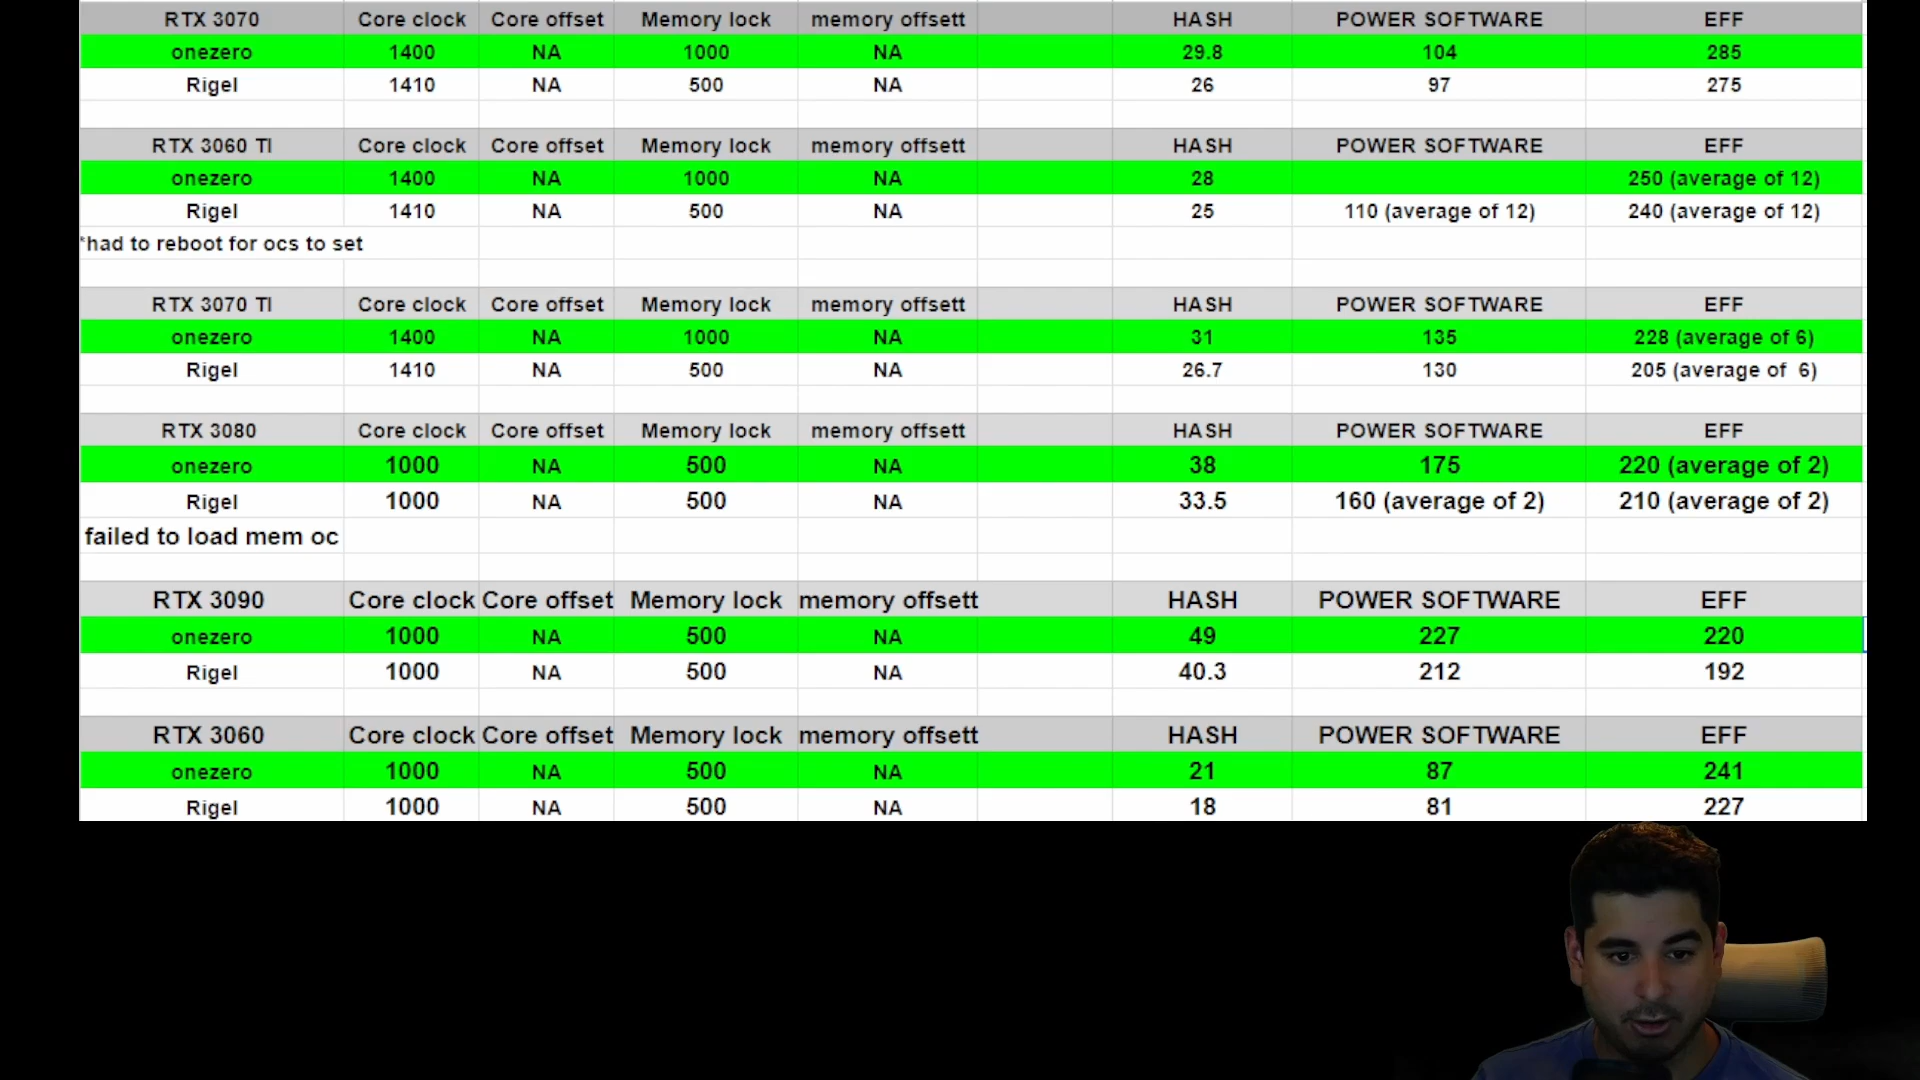 RTX 3070 Core clock Core offset Memory lock memory offsett HASH POWER SOFTWARE EFF
onezero 1400 NA 1000 NA 29.8 104 285
Rigel 1410 NA 500 NA 26 97 275
RTX 3060 TI Core clock Core offset Memory lock memory offsett HASH POWER SOFTWARE EFF
onezero 1400 NA 1000 NA 28 250 (average of 12)
Rigel 1410 NA 500 NA 25 110 (average of 12) 240 (average of 12)
*had to reboot for ocs to set
RTX 3070 TI Core clock Core offset Memory lock memory offsett HASH POWER SOFTWARE EFF
onezero 1400 NA 1000 NA 31 135 228 (average of 6)
Rigel 1410 NA 500 NA 26.7 130 205 (average of 6)
RTX 3080 Core clock Core offset Memory lock memory offsett HASH POWER SOFTWARE EFF
onezero 1000 NA 500 NA 38 175 220 (average of 2)
Rigel 1000 NA 500 NA 33.5 160 (average of 2) 210 (average of 2)
failed to load mem oc
RTX 3090 Core clock Core offset Memory lock memory offsett HASH POWER SOFTWARE EFF
onezero 1000 NA 500 NA 49 227 220
Rigel 1000 NA 500 NA 40.3 212 192
RTX 3060 Core clock Core offset Memory lock memory offsett HASH POWER SOFTWARE EFF
onezero 1000 NA 500 NA 21 87 241
Rigel 1000 NA 500 NA 18 81 227